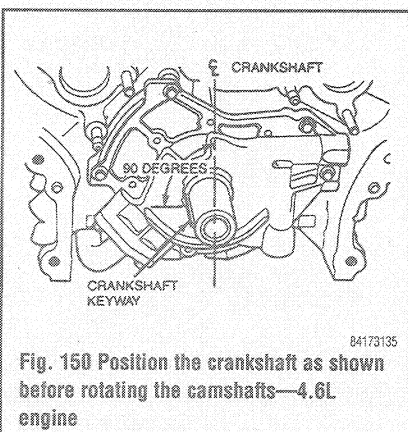 ℄ CRANKSHAFT
90 DEGREES
CRANKSHAFT
KEYWAY
84173135
Fig. 150 Position the crankshaft as shown
before rotating the camshafts—4.6L
engine